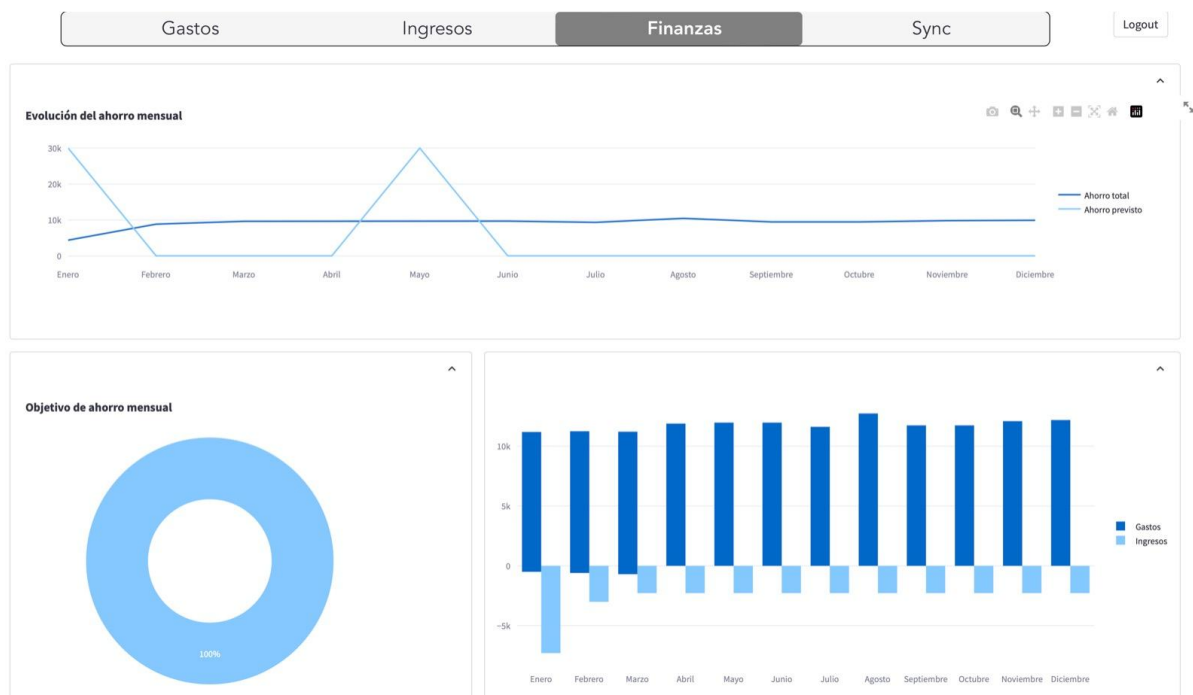 Gastos Ingresos Finanzas Sync Logout
Evolución del ahorro mensual
30k
20k
10k
0
Enero Febrero Marzo Abril Mayo Junio Julio Agosto Septiembre Octubre Noviembre Diciembre
Ahorro total
Ahorro previsto
Objetivo de ahorro mensual
100%
10k
5k
0
−5k
Enero Febrero Marzo Abril Mayo Junio Julio Agosto Septiembre Octubre Noviembre Diciembre
Gastos
Ingresos